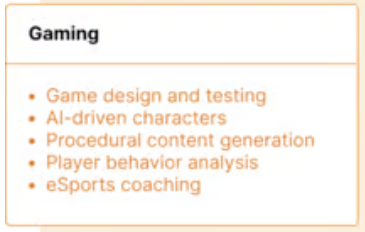 Gaming
• Game design and testing
• AI-driven characters
• Procedural content generation
• Player behavior analysis
• eSports coaching